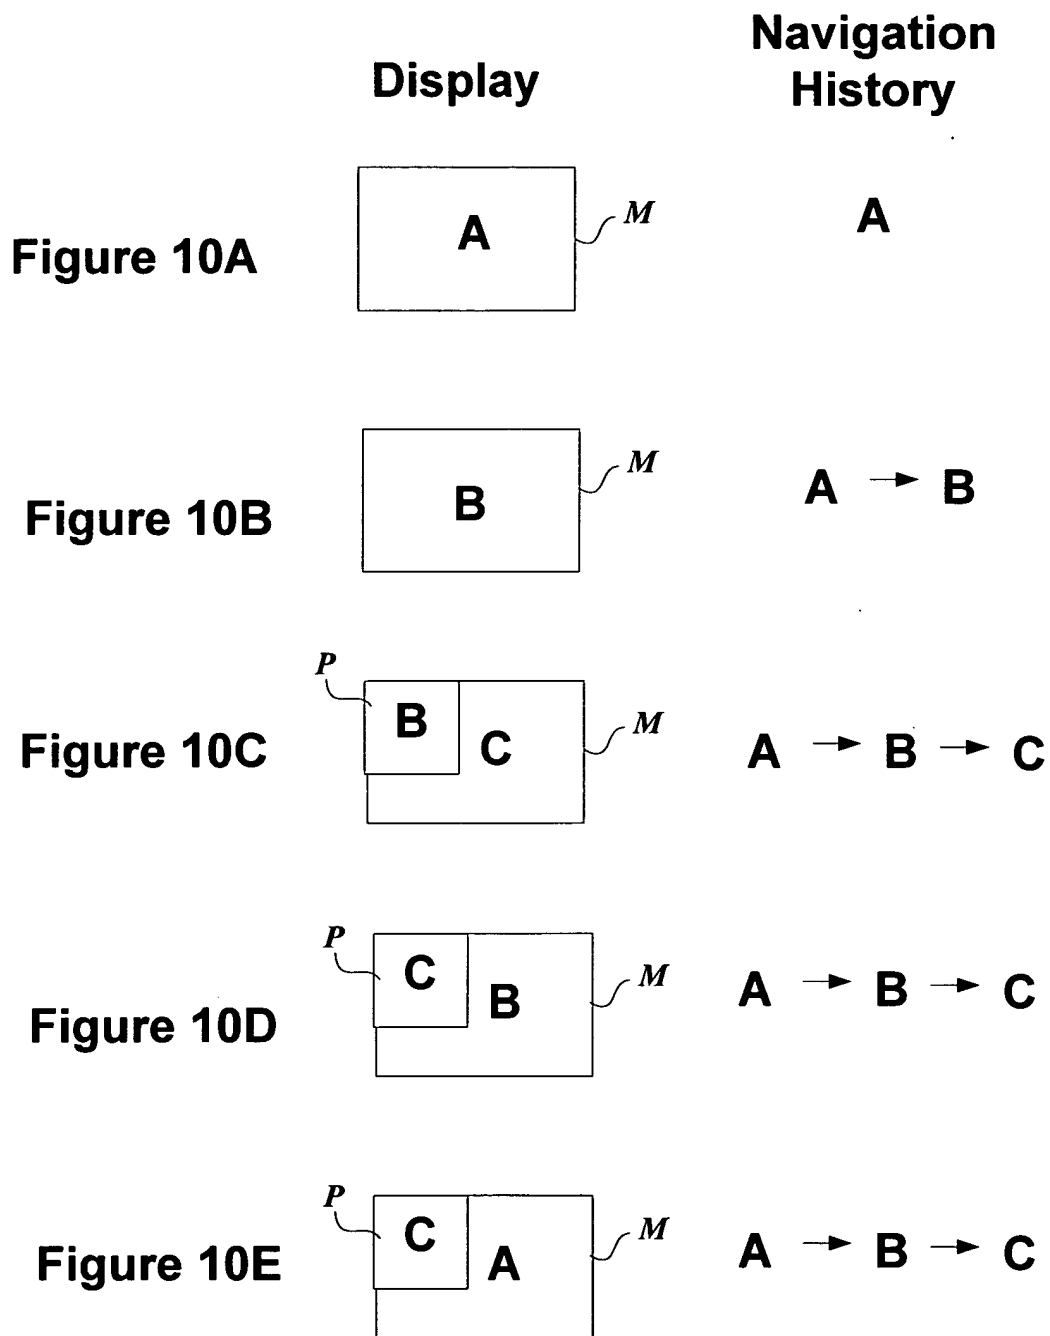 Display
Navigation
History
A
M
A
Figure 10A
B
M
A → B
Figure 10B
P
B
C
M
A → B → C
Figure 10C
P
C
B
M
A → B → C
Figure 10D
P
C
A
M
A → B → C
Figure 10E